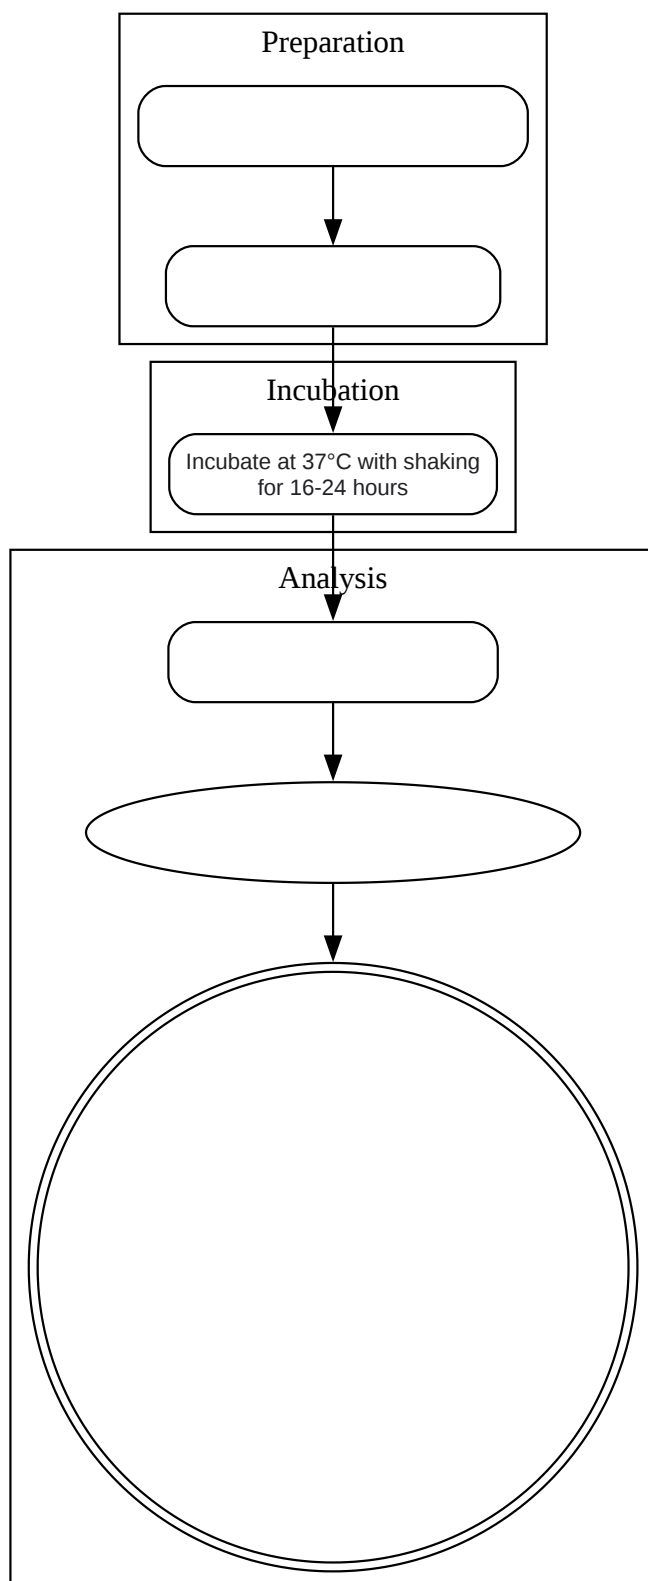 Preparation
Incubation
Incubate at 37°C with shaking
for 16-24 hours
Analysis